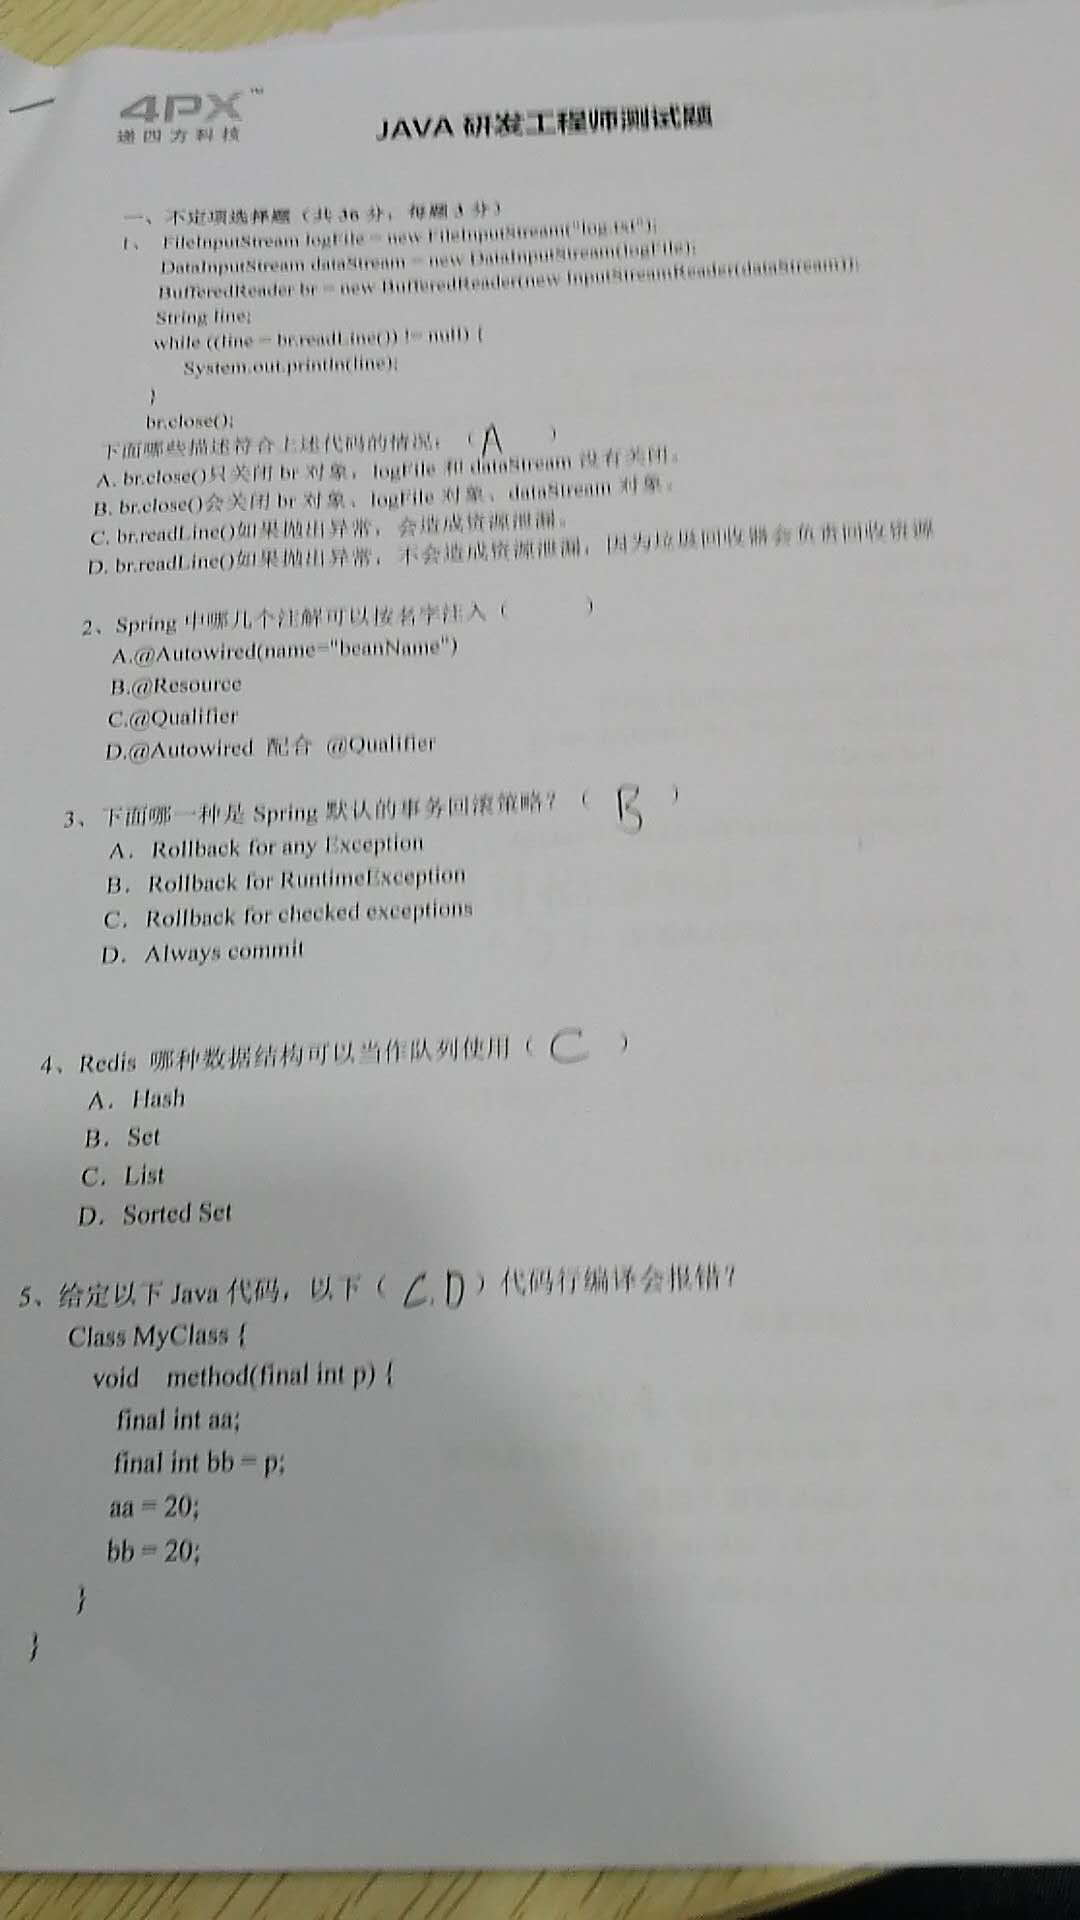 4PX™
递四方科技
JAVA 研发工程师测试题
一、不定项选择题（共 36 分，每题 3 分）
1、 FileInputStream logFile = new FileInputStream("log.txt");
DataInputStream dataStream = new DataInputStream(logFile);
BufferedReader br = new BufferedReader(new InputStreamReader(dataStream));
String line;
while ((line = br.readLine()) != null) {
System.out.println(line);
}
br.close();
下面哪些描述符合上述代码的情况：（ A ）
A. br.close()只关闭 br 对象，logFile 和 dataStream 没有关闭。
B. br.close()会关闭 br 对象、logFile 对象、dataStream 对象。
C. br.readLine()如果抛出异常，会造成资源泄漏。
D. br.readLine()如果抛出异常，不会造成资源泄漏，因为垃圾回收器会负责回收资源
2、Spring 中哪几个注解可以按名字注入（ ）
A.@Autowired(name="beanName")
B.@Resource
C.@Qualifier
D.@Autowired 配合 @Qualifier
3、下面哪一种是 Spring 默认的事务回滚策略？（ B ）
A. Rollback for any Exception
B. Rollback for RuntimeException
C. Rollback for checked exceptions
D. Always commit
4、Redis 哪种数据结构可以当作队列使用（ C ）
A. Hash
B. Set
C. List
D. Sorted Set
5、给定以下 Java 代码，以下（ C.D ）代码行编译会报错？
Class MyClass {
void method(final int p) {
final int aa;
final int bb = p;
aa = 20;
bb = 20;
}
}